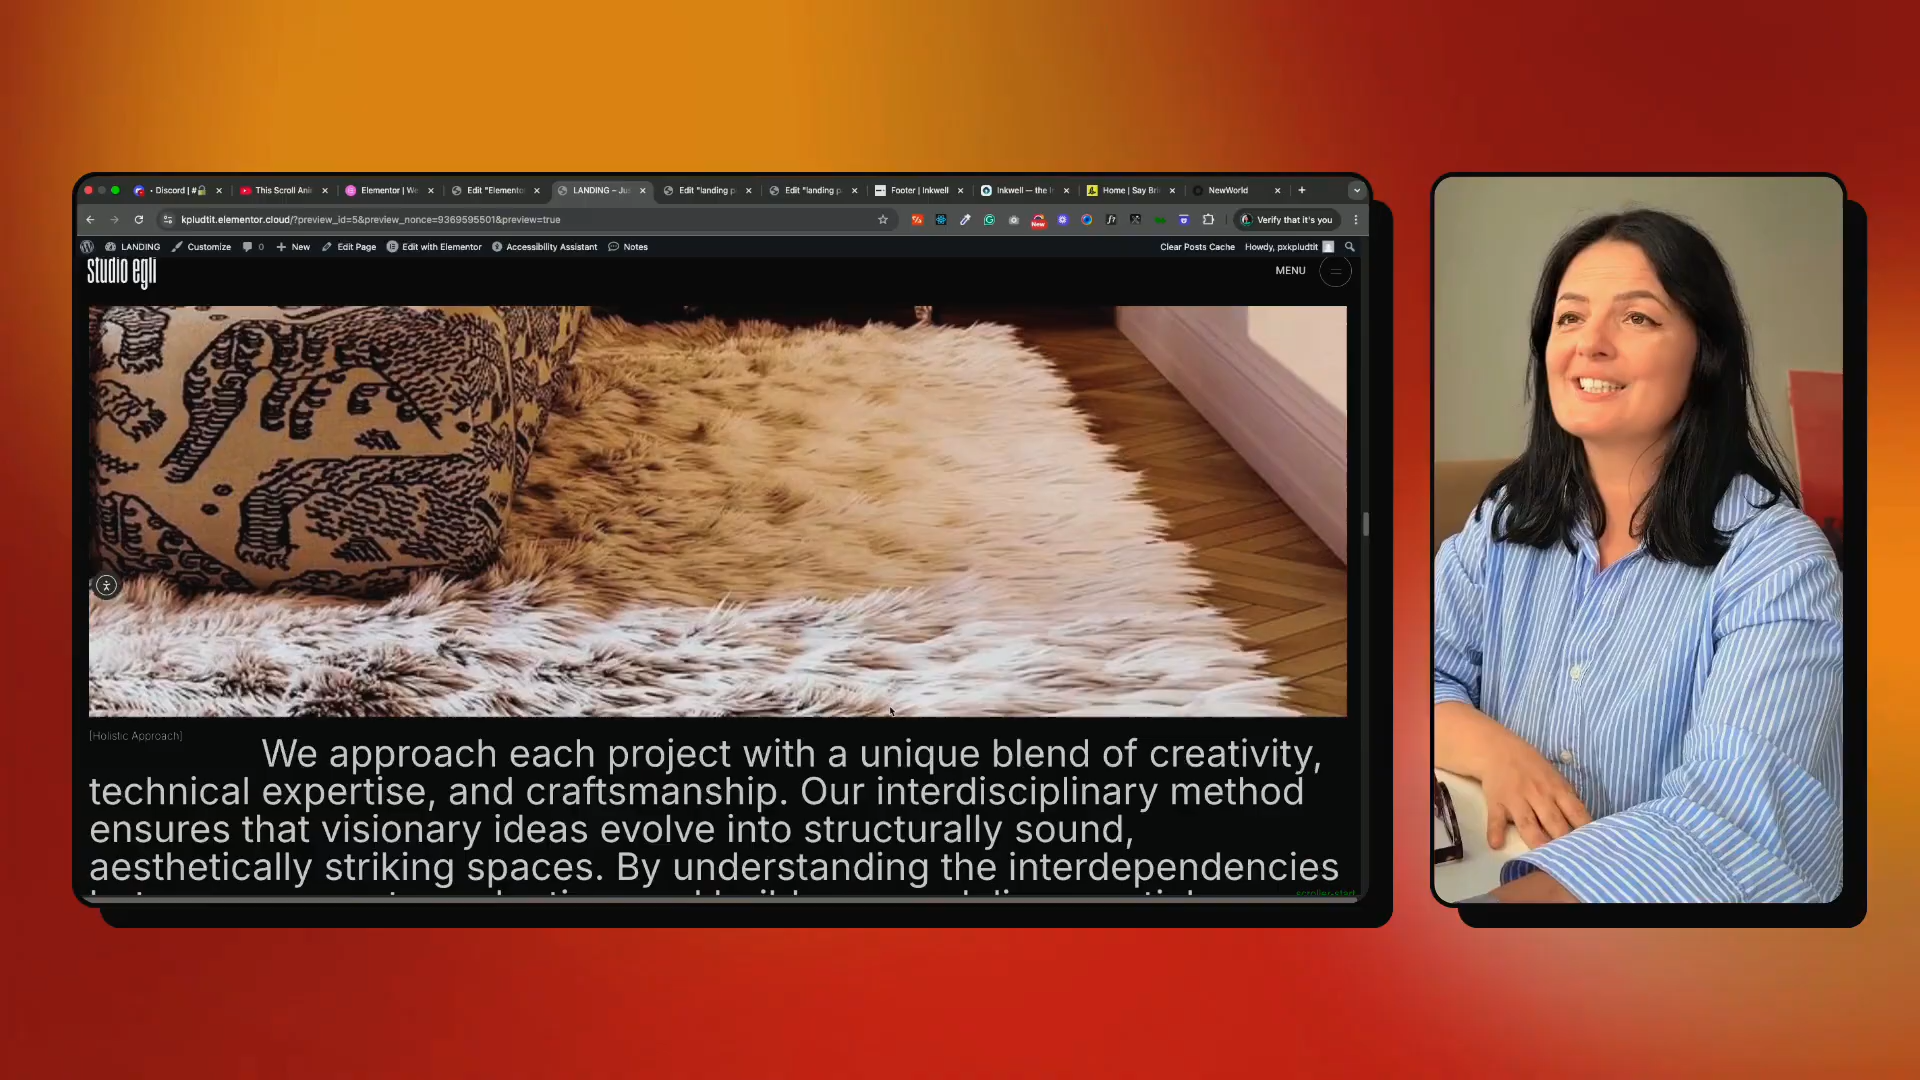 Discord | #
This Scroll Ani
Elementor | We
Edit "Elemento
LANDING – Ju
Edit "landing p
Edit "landing p
Footer | Inkwell
Inkwell — the I
Home | Say Bri
NewWorld
kpludtit.elementor.cloud/?preview_id=5&preview_nonce=9369595501&preview=true
New
Verify that it's you
LANDING
Customize
0
New
Edit Page
Edit with Elementor
Accessibility Assistant
Notes
Clear Posts Cache
Howdy, pxkpludtit
studio egli
MENU
[Holistic Approach]
We approach each project with a unique blend of creativity,
technical expertise, and craftsmanship. Our interdisciplinary method
ensures that visionary ideas evolve into structurally sound,
aesthetically striking spaces. By understanding the interdependencies
scroller-start